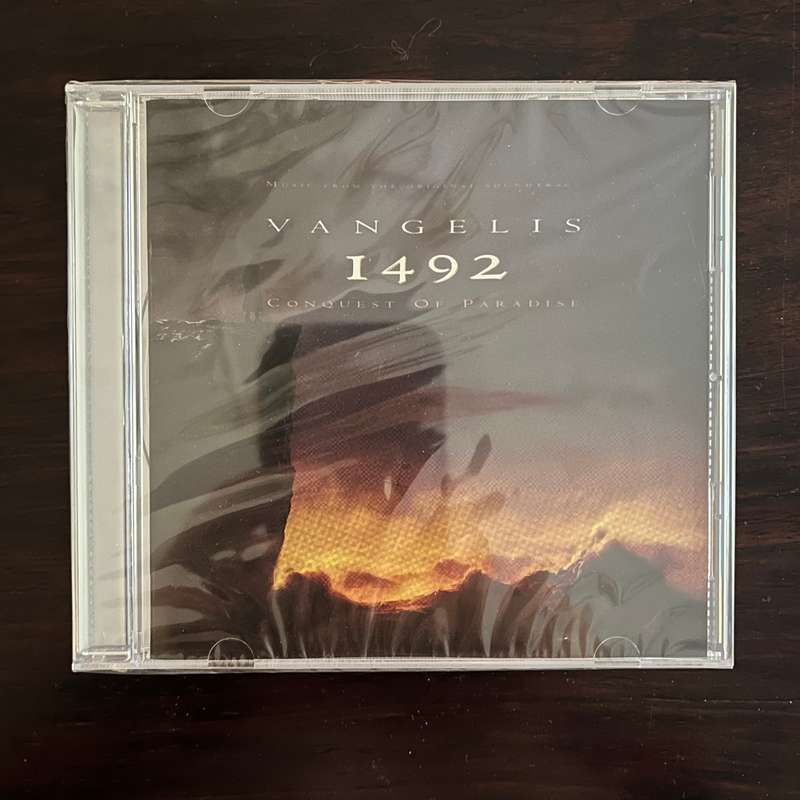 MUSIC FROM THE ORIGINAL SOUNDTRACK
VANGELIS
1492
CONQUEST OF PARADISE